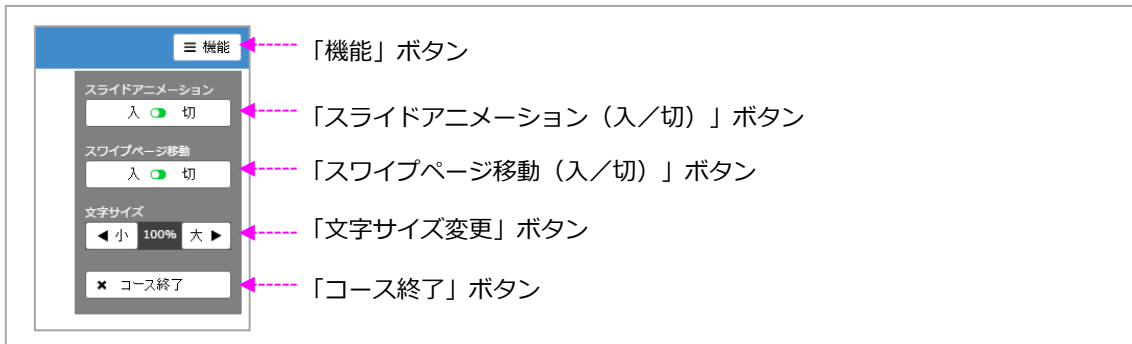 ☰ 機能
「機能」ボタン
スライドアニメーション
入 切
「スライドアニメーション(入/切)」ボタン
スワイプページ移動
入 切
「スワイプページ移動(入/切)」ボタン
文字サイズ
◀ 小 100% 大 ▶
「文字サイズ変更」ボタン
✖ コース終了
「コース終了」ボタン